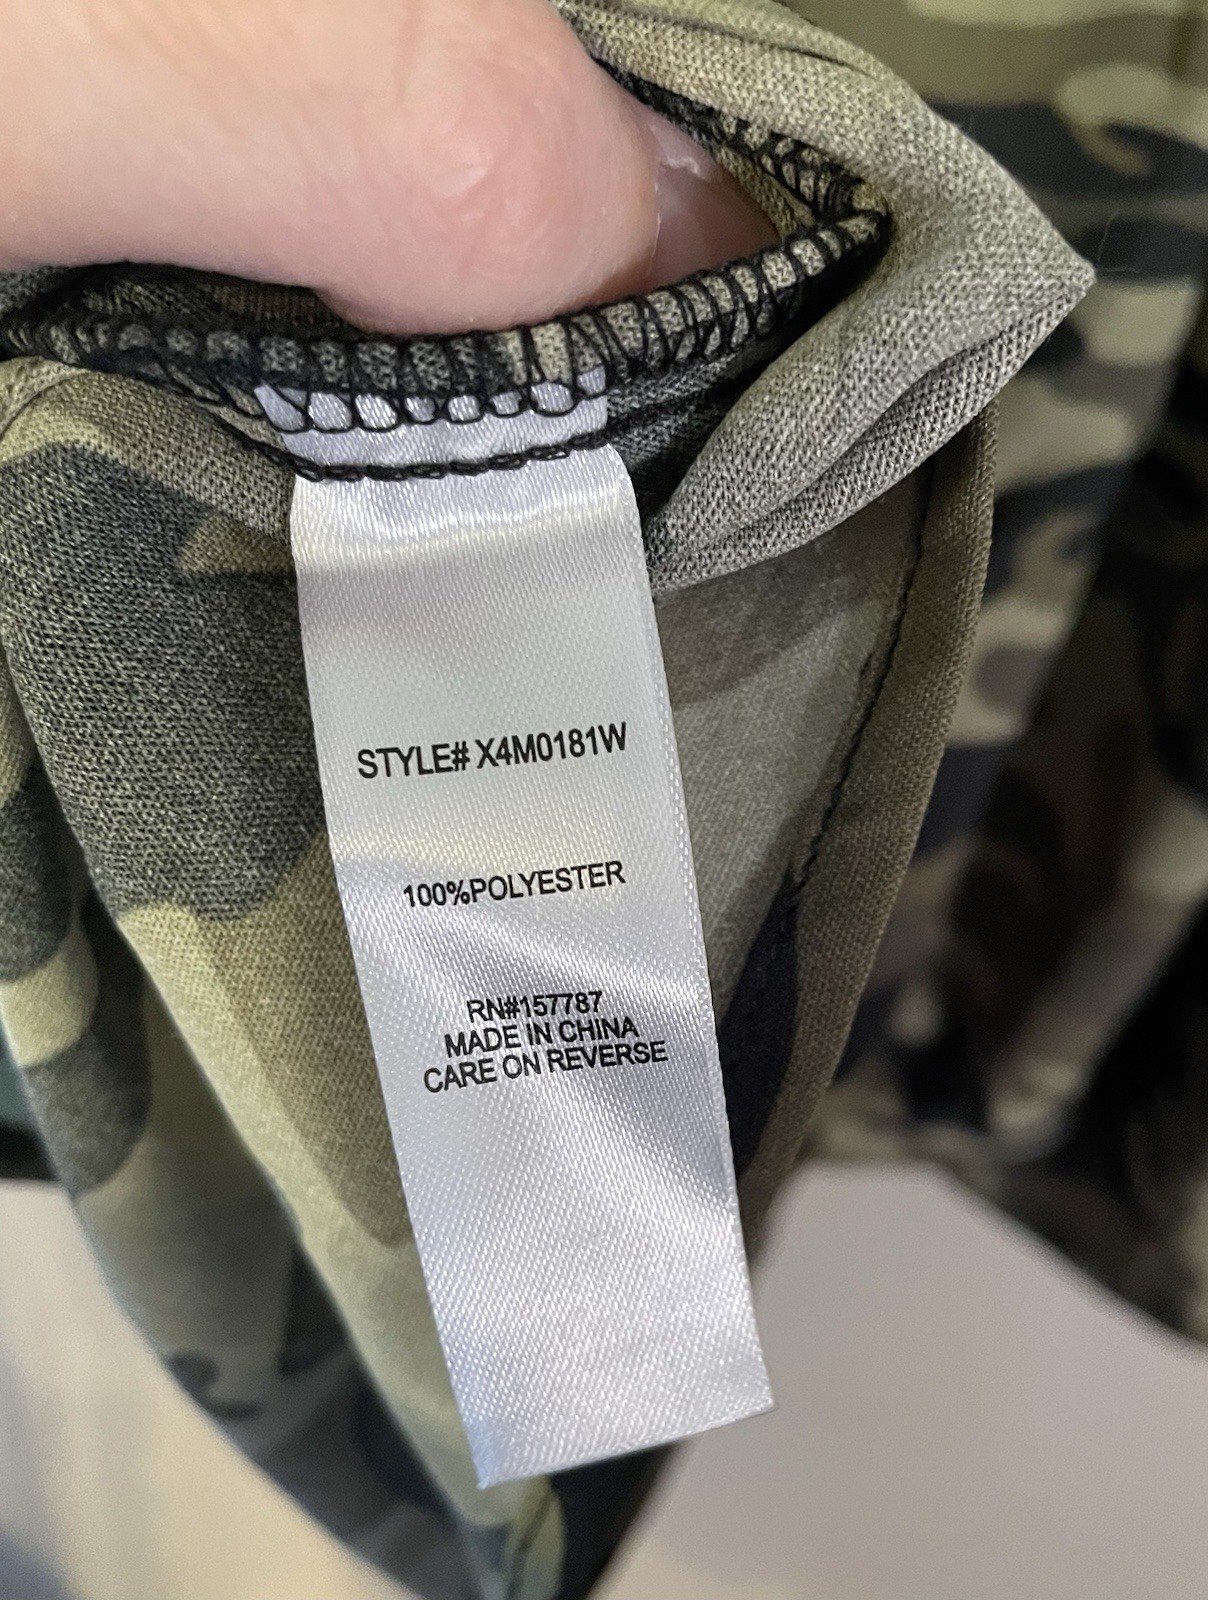 STYLE# X4M0181W
100%POLYESTER
RN#157787
MADE IN CHINA
CARE ON REVERSE